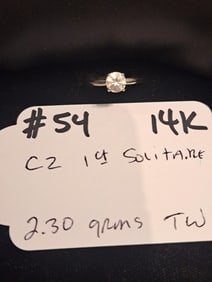 #54 14K
CZ 1ct Solitaire
2.30 grms TW